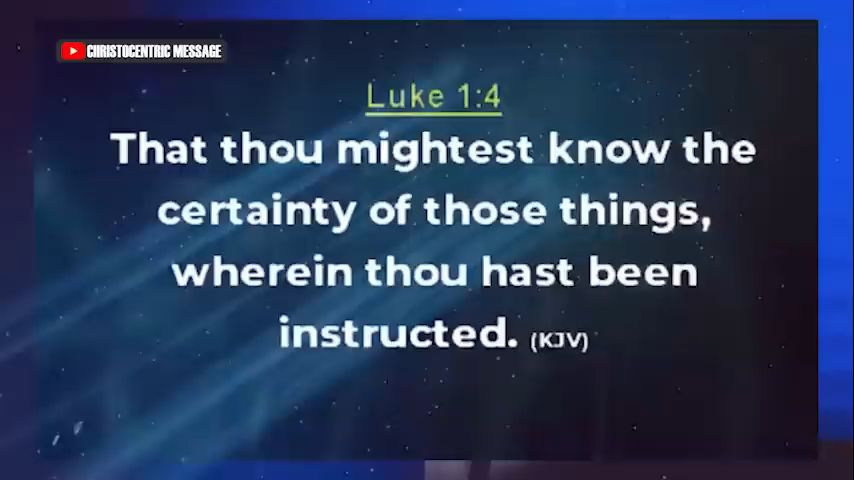 CHRISTOCENTRIC MESSAGE
Luke 1:4
That thou mightest know the
certainty of those things,
wherein thou hast been
instructed. (KJV)